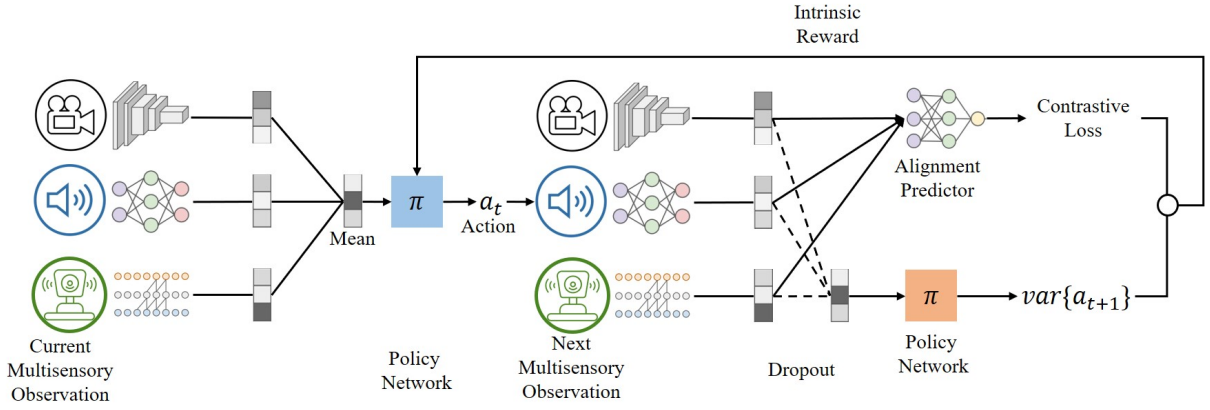 Intrinsic
Reward
Contrastive
Loss
Alignment
Predictor
Mean
π
a_t
Action
π
var{a_{t+1}}
Current
Multisensory
Observation
Policy
Network
Next
Multisensory
Observation
Dropout
Policy
Network